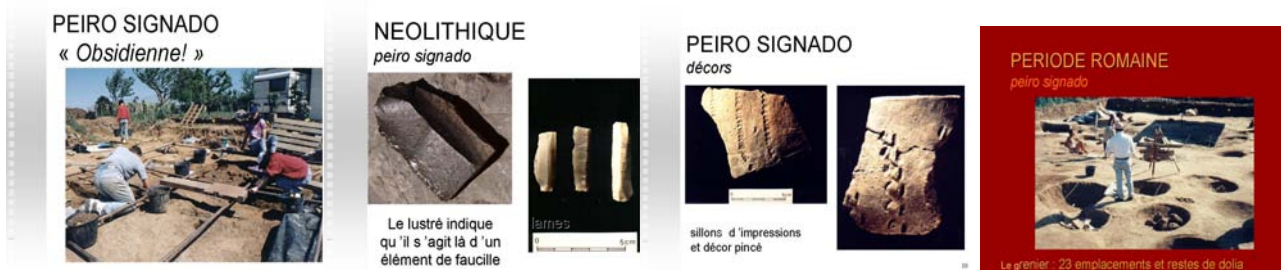 PEIRO SIGNADO
« Obsidienne! »
NEOLITHIQUE
peiro signado
lames
0 5cm
Le lustré indique
qu 'il s 'agit là d 'un
élément de faucille
PEIRO SIGNADO
décors
sillons d 'impressions
et décor pincé
PERIODE ROMAINE
peiro signado
Le grenier : 23 emplacements et restes de dolia